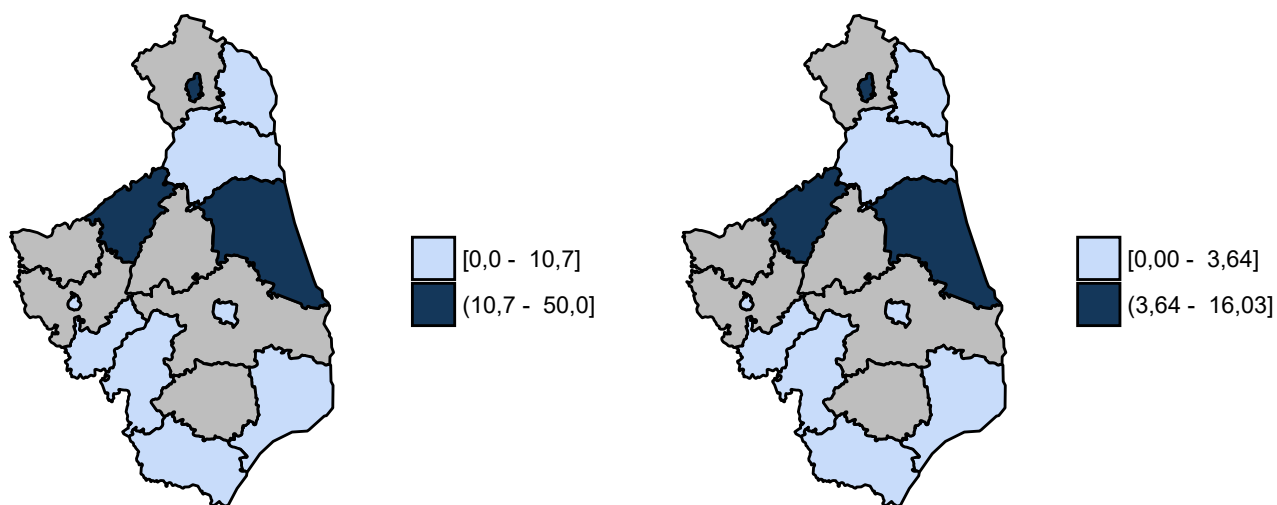 [0,0 - 10,7]
(10,7 - 50,0]
[0,00 - 3,64]
(3,64 - 16,03]